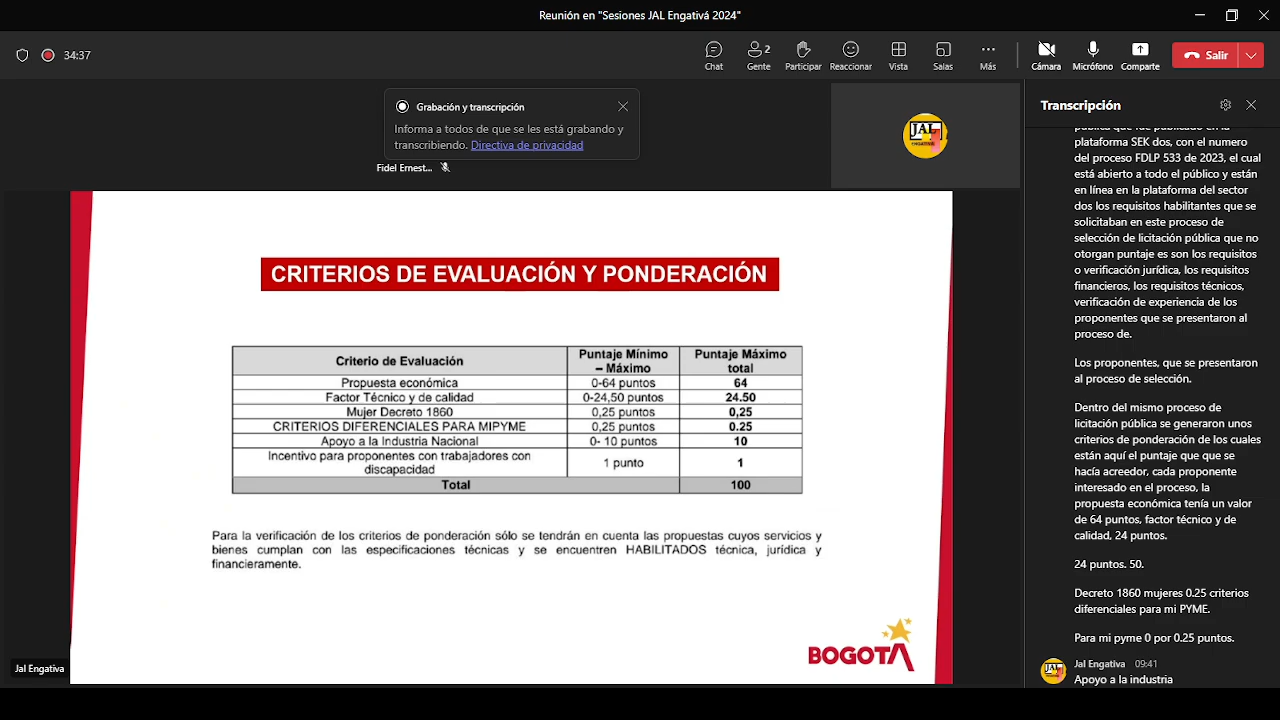 Reunión en "Sesiones JAL Engativá 2024"
34:37
Chat
2
Gente
Participar
Reaccionar
Vista
Salas
Más
Cámara
Micrófono
Comparte
Salir
Grabación y transcripción
Informa a todos de que se les está grabando y
transcribiendo. Directiva de privacidad
Fidel Ernest...
JAL
ENGATIVÁ
CRITERIOS DE EVALUACIÓN Y PONDERACIÓN
Criterio de Evaluación Puntaje Mínimo – Máximo Puntaje Máximo total
Propuesta económica 0-64 puntos 64
Factor Técnico y de calidad 0-24,50 puntos 24.50
Mujer Decreto 1860 0,25 puntos 0,25
CRITERIOS DIFERENCIALES PARA MIPYME 0,25 puntos 0.25
Apoyo a la Industria Nacional 0- 10 puntos 10
Incentivo para proponentes con trabajadores con
discapacidad 1 punto 1
Total 100
Para la verificación de los criterios de ponderación sólo se tendrán en cuenta las propuestas cuyos servicios y
bienes cumplan con las especificaciones técnicas y se encuentren HABILITADOS técnica, jurídica y
financieramente.
BOGOTÁ
Jal Engativa
Transcripción
pública que fue publicado en la
plataforma SEK dos, con el numero
del proceso FDLP 533 de 2023, el cual
está abierto a todo el público y están
en línea en la plataforma del sector
dos los requisitos habilitantes que se
solicitaban en este proceso de
selección de licitación pública que no
otorgan puntaje es son los requisitos
o verificación jurídica, los requisitos
financieros, los requisitos técnicos,
verificación de experiencia de los
proponentes que se presentaron al
proceso de.
Los proponentes, que se presentaron
al proceso de selección.
Dentro del mismo proceso de
licitación pública se generaron unos
criterios de ponderación de los cuales
están aquí el puntaje que que se
hacía acreedor, cada proponente
interesado en el proceso, la
propuesta económica tenía un valor
de 64 puntos, factor técnico y de
calidad, 24 puntos.
24 puntos. 50.
Decreto 1860 mujeres 0.25 criterios
diferenciales para mi PYME.
Para mi pyme 0 por 0.25 puntos.
JAL
Jal Engativa 09:41
Apoyo a la industria